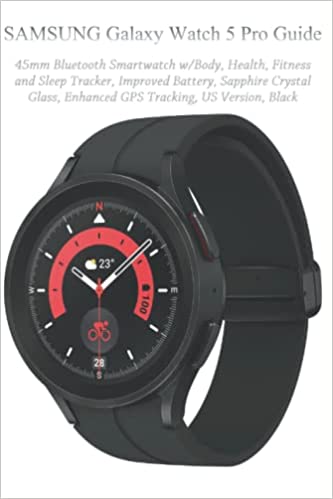 SAMSUNG Galaxy Watch 5 Pro Guide
45mm Bluetooth Smartwatch w/Body, Health, Fitness
and Sleep Tracker, Improved Battery, Sapphire Crystal
Glass, Enhanced GPS Tracking, US Version, Black
N
23°
w
e
100
28
s